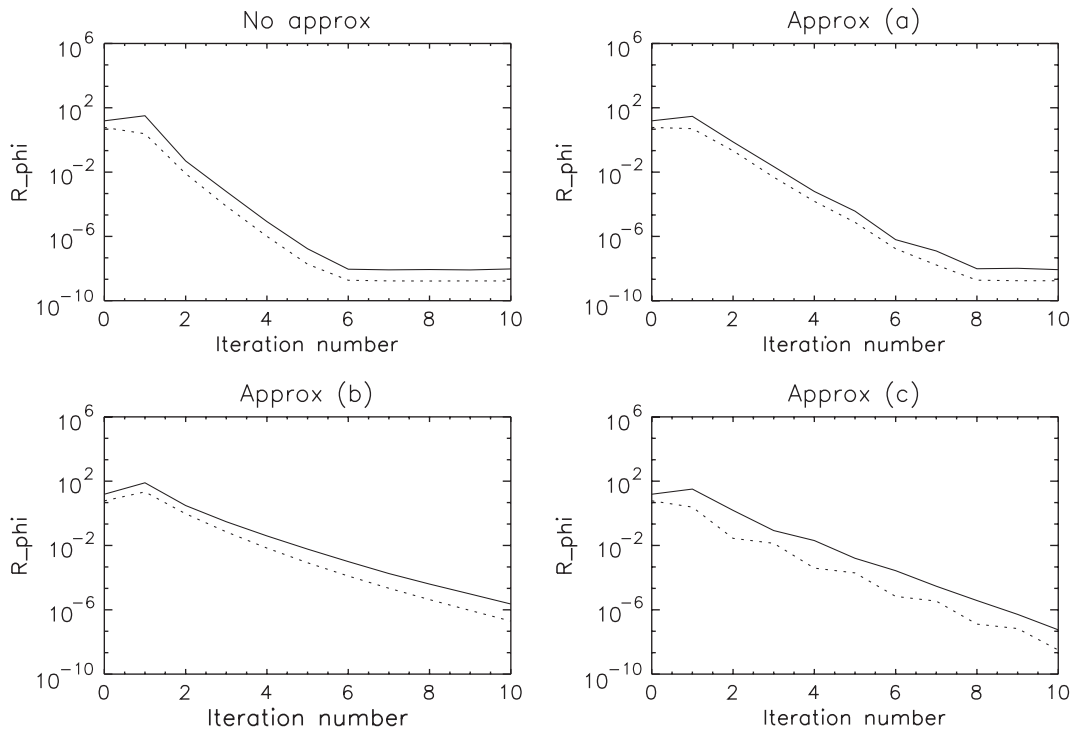 No approx
10^6
10^2
10^-2
10^-6
10^-10
R_phi
0 2 4 6 8 10
Iteration number
Approx (a)
10^6
10^2
10^-2
10^-6
10^-10
R_phi
0 2 4 6 8 10
Iteration number
Approx (b)
10^6
10^2
10^-2
10^-6
10^-10
R_phi
0 2 4 6 8 10
Iteration number
Approx (c)
10^6
10^2
10^-2
10^-6
10^-10
R_phi
0 2 4 6 8 10
Iteration number